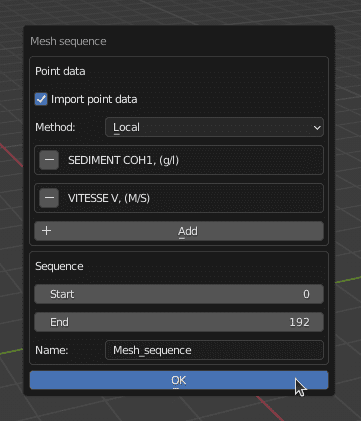 Mesh sequence
Point data
Import point data
Method: Local
− SEDIMENT COH1, (g/l)
− VITESSE V, (M/S)
+ Add
Sequence
Start 0
End 192
Name: Mesh_sequence
OK